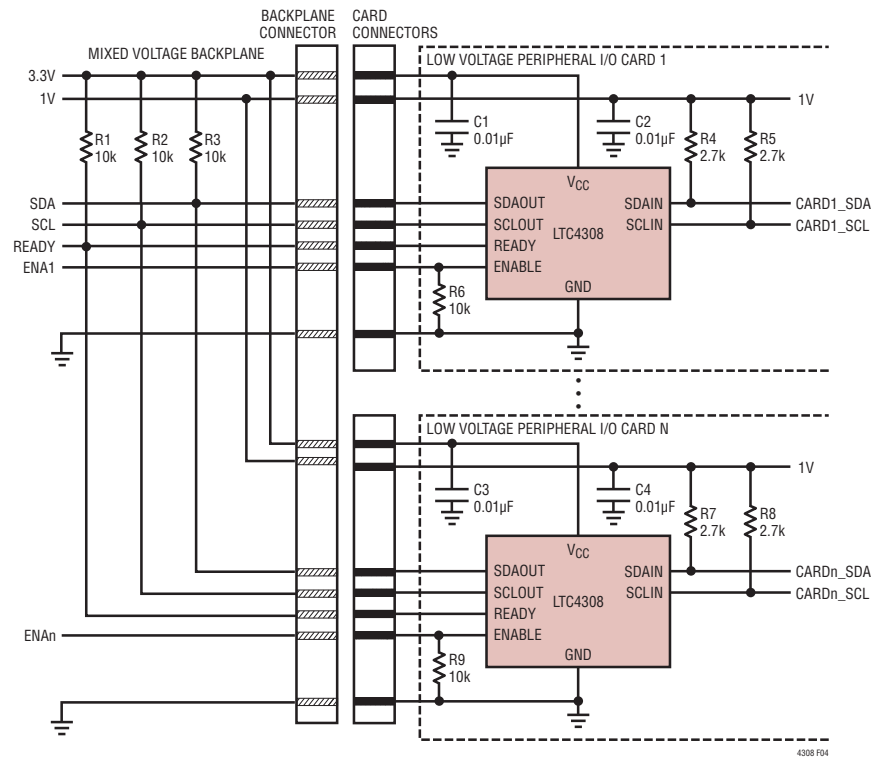 BACKPLANE CONNECTOR
CARD CONNECTORS
MIXED VOLTAGE BACKPLANE
LOW VOLTAGE PERIPHERAL I/O CARD 1
3.3V
1V
1V
C1
0.01µF
C2
0.01µF
R1
10k
R2
10k
R3
10k
R4
2.7k
R5
2.7k
VCC
SDA
SDAOUT
SDAIN
CARD1_SDA
SCL
SCLOUT
LTC4308
SCLIN
CARD1_SCL
READY
READY
ENA1
ENABLE
GND
R6
10k
LOW VOLTAGE PERIPHERAL I/O CARD N
1V
C3
0.01µF
C4
0.01µF
R7
2.7k
R8
2.7k
VCC
SDAOUT
SDAIN
CARDn_SDA
SCLOUT
LTC4308
SCLIN
CARDn_SCL
READY
ENAn
ENABLE
GND
R9
10k
4308 F04